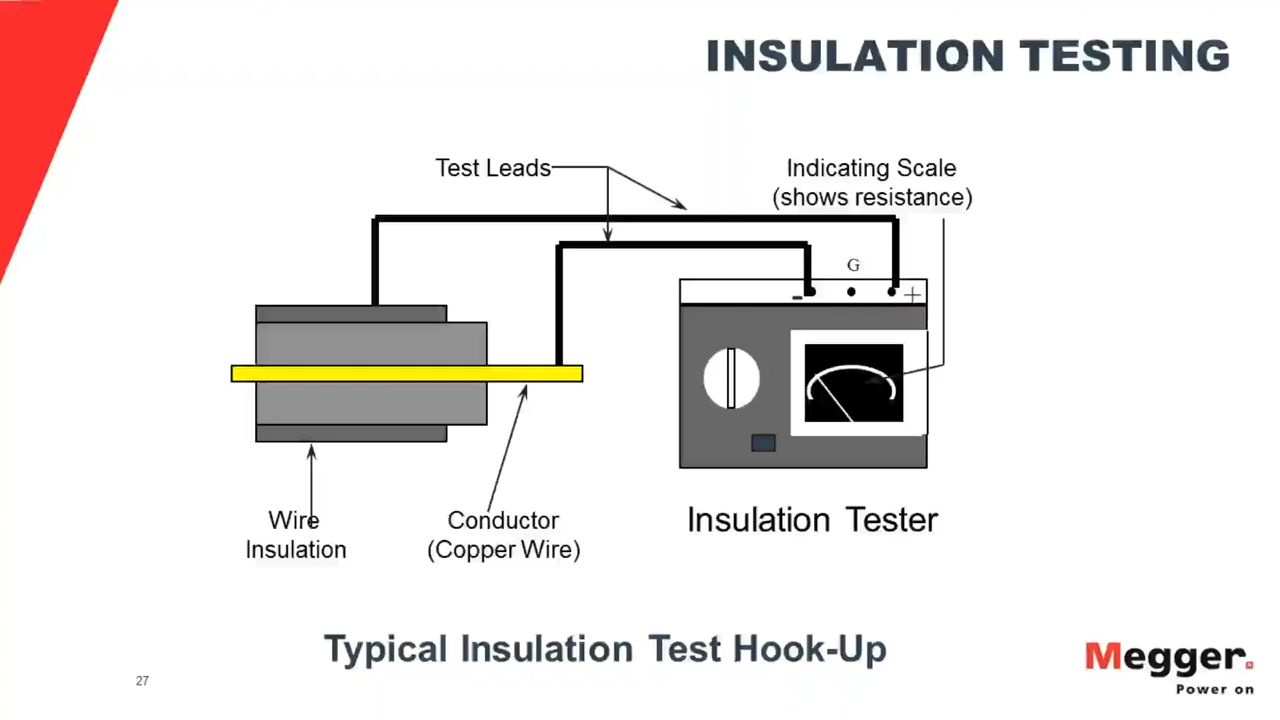 INSULATION TESTING
Test Leads
Indicating Scale
(shows resistance)
G
- +
Wire
Insulation
Conductor
(Copper Wire)
Insulation Tester
Typical Insulation Test Hook-Up
Megger.
Power on
27